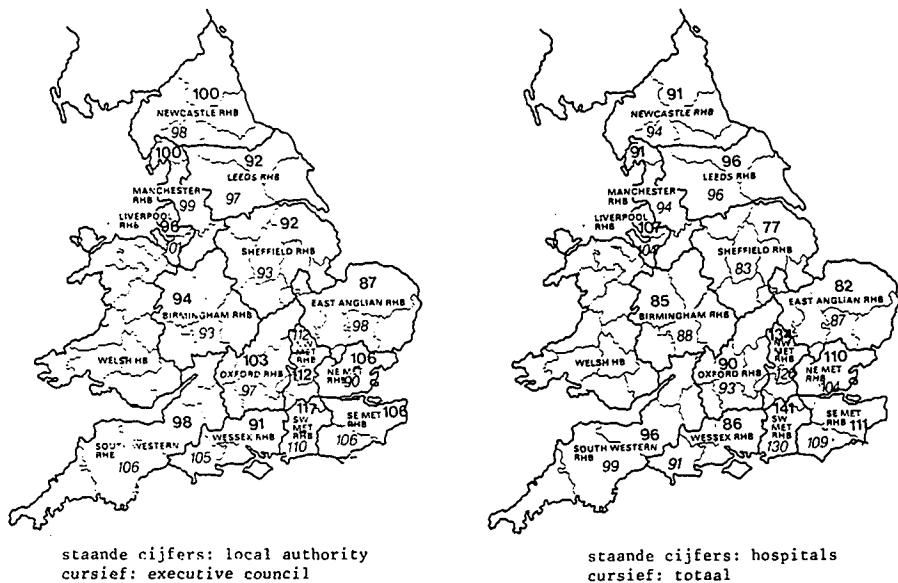 100
NEWCASTLE RHB
98
100
92
LEEDS RHB
97
MANCHESTER
RHB
99
LIVERPOOL
RHB
96
101
92
SHEFFIELD RHB
93
87
EAST ANGLIAN RHB
98
94
BIRMINGHAM RHB
93
WELSH HB
103
OXFORD RHB
97
MET
RHB
112
106
NE MET
RHB
90
117
SW
MET
RHB
110
106
SE MET
RHB
106
98
SOUTH WESTERN
RHB
106
91
WESSEX RHB
105
staande cijfers: local authority
cursief: executive council
91
NEWCASTLE RHB
94
91
96
LEEDS RHB
96
MANCHESTER
RHB
94
LIVERPOOL
RHB
107
77
SHEFFIELD RHB
83
82
EAST ANGLIAN RHB
87
85
BIRMINGHAM RHB
88
WELSH HB
90
OXFORD RHB
93
NW
MET
RHB
110
NE MET
RHB
104
141
SW
MET
RHB
130
SE MET
RHB
111
109
96
SOUTH WESTERN
RHB
99
86
WESSEX RHB
91
staande cijfers: hospitals
cursief: totaal